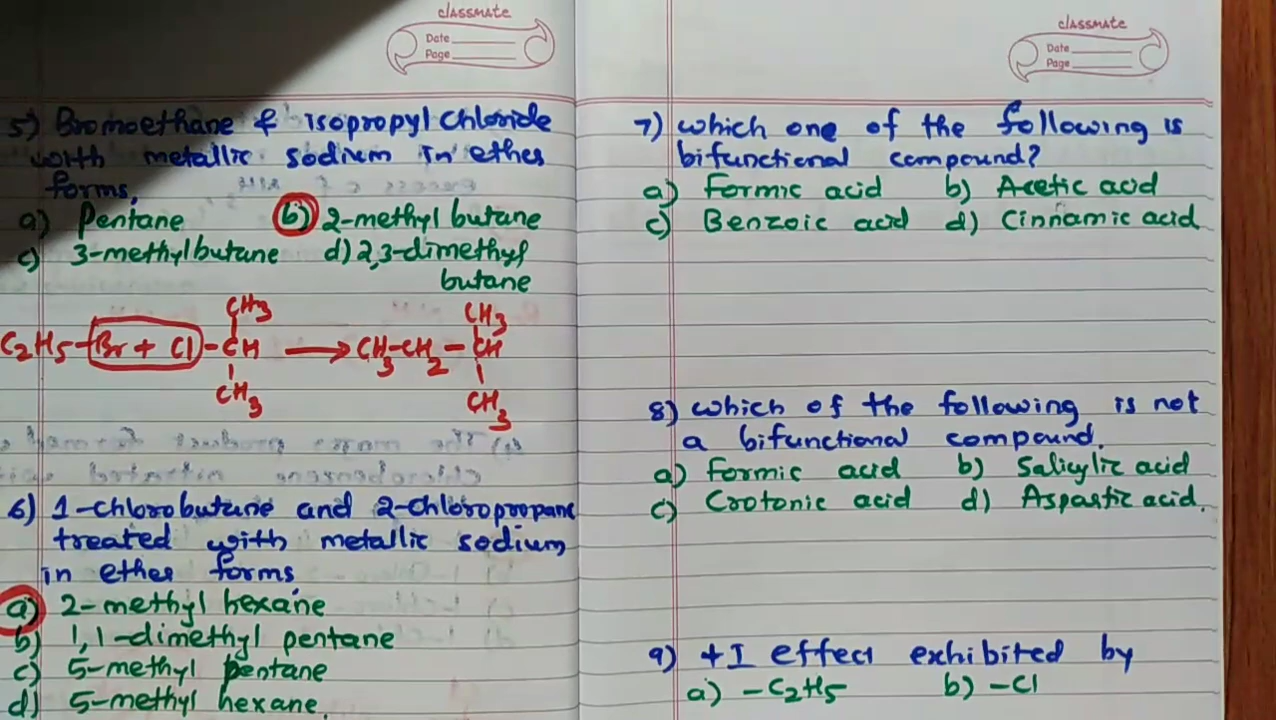 classmate
Date
Page
5) Bromoethane & isopropyl chloride
with metallic sodium in ether
forms,
a) Pentane b) 2-methyl butane
c) 3-methylbutane d) 2,3-dimethyl
butane
CH3 CH3
C2H5-Br + Cl-CH → CH3-CH2-CH
CH3 CH3
6) 1-chlorobutane and 2-chloropropane
treated with metallic sodium
in ether forms,
a) 2-methyl hexane
b) 1,1-dimethyl pentane
c) 5-methyl pentane
d) 5-methyl hexane.
classmate
Date
Page
7) which one of the following is
bifunctional compound?
a) Formic acid b) Acetic acid
c) Benzoic acid d) Cinnamic acid
8) which of the following is not
a bifunctional compound.
a) Formic acid b) Salicylic acid
c) Crotonic acid d) Aspastic acid.
9) +I effect exhibited by
a) -C2H5 b) -Cl